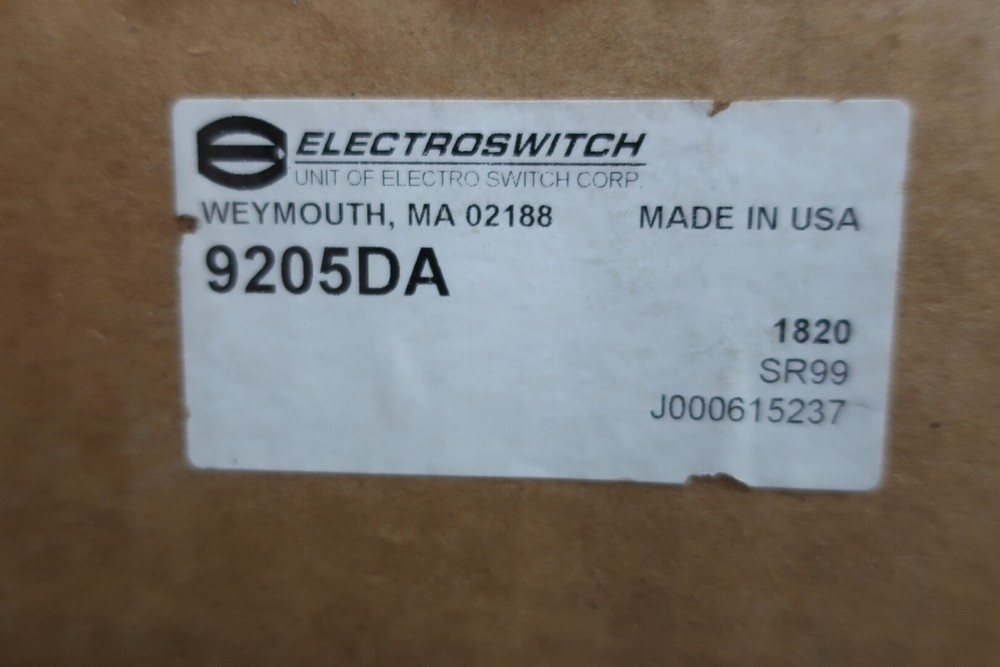 ELECTROSWITCH
UNIT OF ELECTRO SWITCH CORP.
WEYMOUTH, MA 02188 MADE IN USA
9205DA
1820
SR99
J000615237